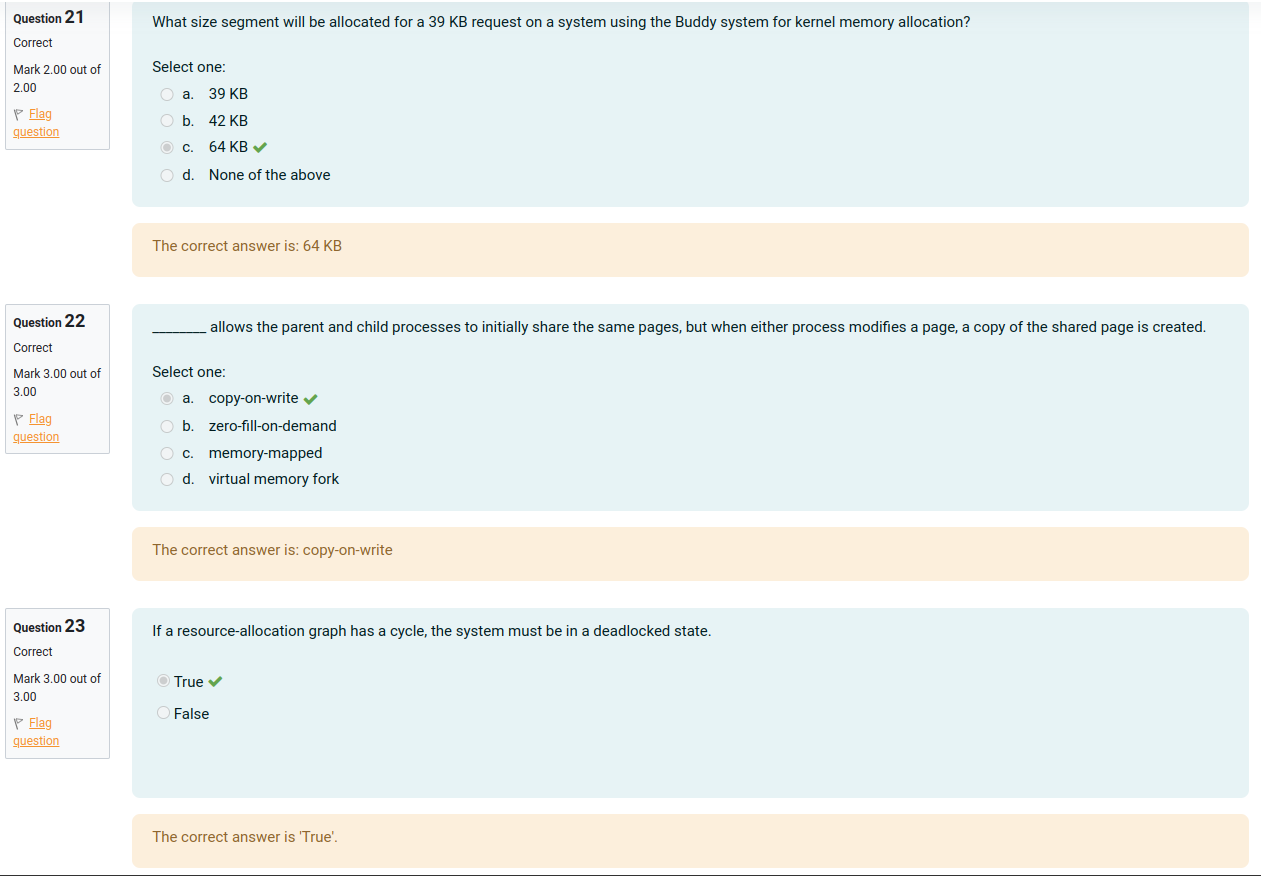 Question 21
Correct
Mark 2.00 out of
2.00
Flag
question
What size segment will be allocated for a 39 KB request on a system using the Buddy system for kernel memory allocation?
Select one:
a. 39 KB
b. 42 KB
c. 64 KB
d. None of the above
The correct answer is: 64 KB
Question 22
Correct
Mark 3.00 out of
3.00
Flag
question
________ allows the parent and child processes to initially share the same pages, but when either process modifies a page, a copy of the shared page is created.
Select one:
a. copy-on-write
b. zero-fill-on-demand
c. memory-mapped
d. virtual memory fork
The correct answer is: copy-on-write
Question 23
Correct
Mark 3.00 out of
3.00
Flag
question
If a resource-allocation graph has a cycle, the system must be in a deadlocked state.
True
False
The correct answer is 'True'.